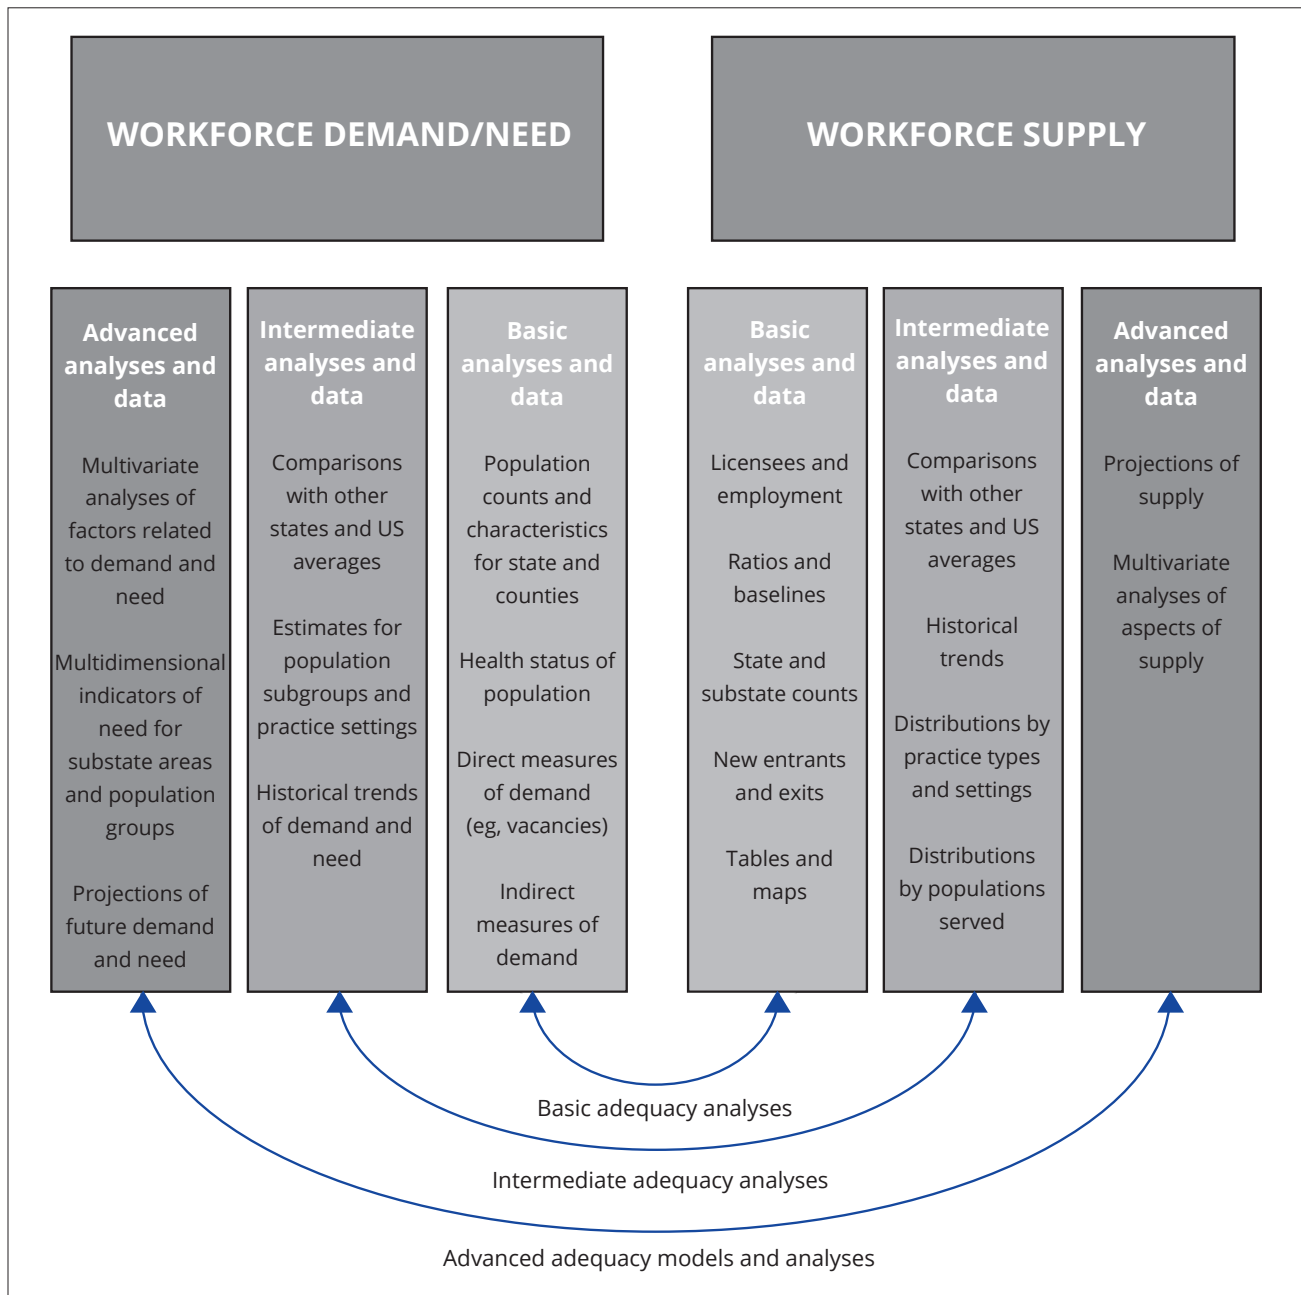 WORKFORCE DEMAND/NEED
WORKFORCE SUPPLY
Advanced
analyses and
data
Multivariate
analyses of
factors related
to demand and
need
Multidimensional
indicators of
need for
substate areas
and population
groups
Projections of
future demand
and need
Intermediate
analyses and
data
Comparisons
with other
states and US
averages
Estimates for
population
subgroups and
practice settings
Historical trends
of demand and
need
Basic
analyses and
data
Population
counts and
characteristics
for state and
counties
Health status of
population
Direct measures
of demand
(eg, vacancies)
Indirect
measures of
demand
Basic
analyses and
data
Licensees and
employment
Ratios and
baselines
State and
substate counts
New entrants
and exits
Tables and
maps
Intermediate
analyses and
data
Comparisons
with other
states and US
averages
Historical
trends
Distributions by
practice types
and settings
Distributions
by populations
served
Advanced
analyses and
data
Projections of
supply
Multivariate
analyses of
aspects of
supply
Basic adequacy analyses
Intermediate adequacy analyses
Advanced adequacy models and analyses